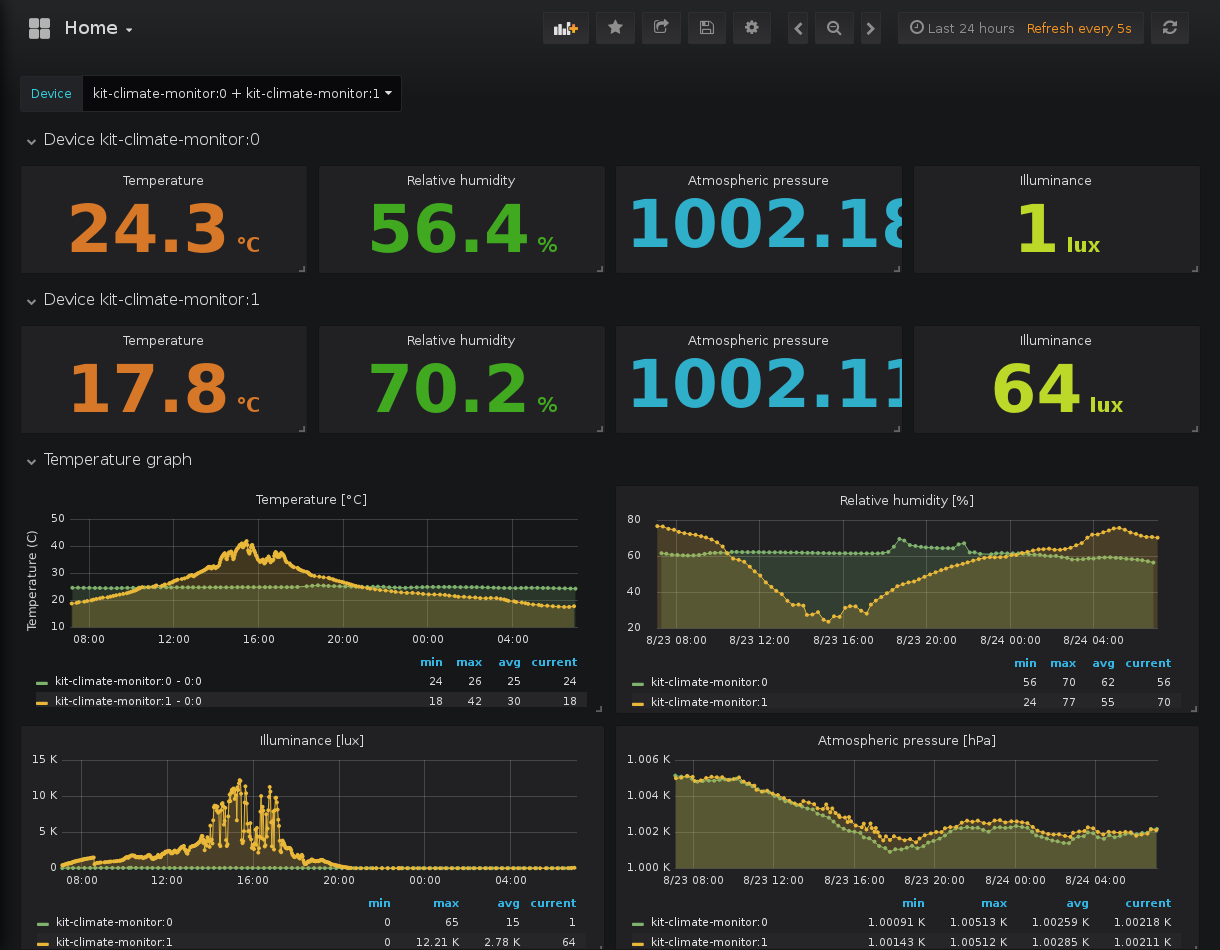 Home
Last 24 hours Refresh every 5s
Device kit-climate-monitor:0 + kit-climate-monitor:1
Device kit-climate-monitor:0
Temperature Relative humidity Atmospheric pressure Illuminance
24.3 °C 56.4 % 1002.18 1 lux
Device kit-climate-monitor:1
Temperature Relative humidity Atmospheric pressure Illuminance
17.8 °C 70.2 % 1002.11 64 lux
Temperature graph
Temperature [°C]
Temperature (C)
50
40
30
20
10
08:00 12:00 16:00 20:00 00:00 04:00
min max avg current
kit-climate-monitor:0 - 0:0 24 26 25 24
kit-climate-monitor:1 - 0:0 18 42 30 18
Relative humidity [%]
80
60
40
20
8/23 08:00 8/23 12:00 8/23 16:00 8/23 20:00 8/24 00:00 8/24 04:00
min max avg current
kit-climate-monitor:0 56 70 62 56
kit-climate-monitor:1 24 77 55 70
Illuminance [lux]
15 K
10 K
5 K
0
08:00 12:00 16:00 20:00 00:00 04:00
min max avg current
kit-climate-monitor:0 0 65 15 1
kit-climate-monitor:1 0 12.21 K 2.78 K 64
Atmospheric pressure [hPa]
1.006 K
1.004 K
1.002 K
1.000 K
8/23 08:00 8/23 12:00 8/23 16:00 8/23 20:00 8/24 00:00 8/24 04:00
min max avg current
kit-climate-monitor:0 1.00091 K 1.00513 K 1.00259 K 1.00218 K
kit-climate-monitor:1 1.00143 K 1.00512 K 1.00285 K 1.00211 K